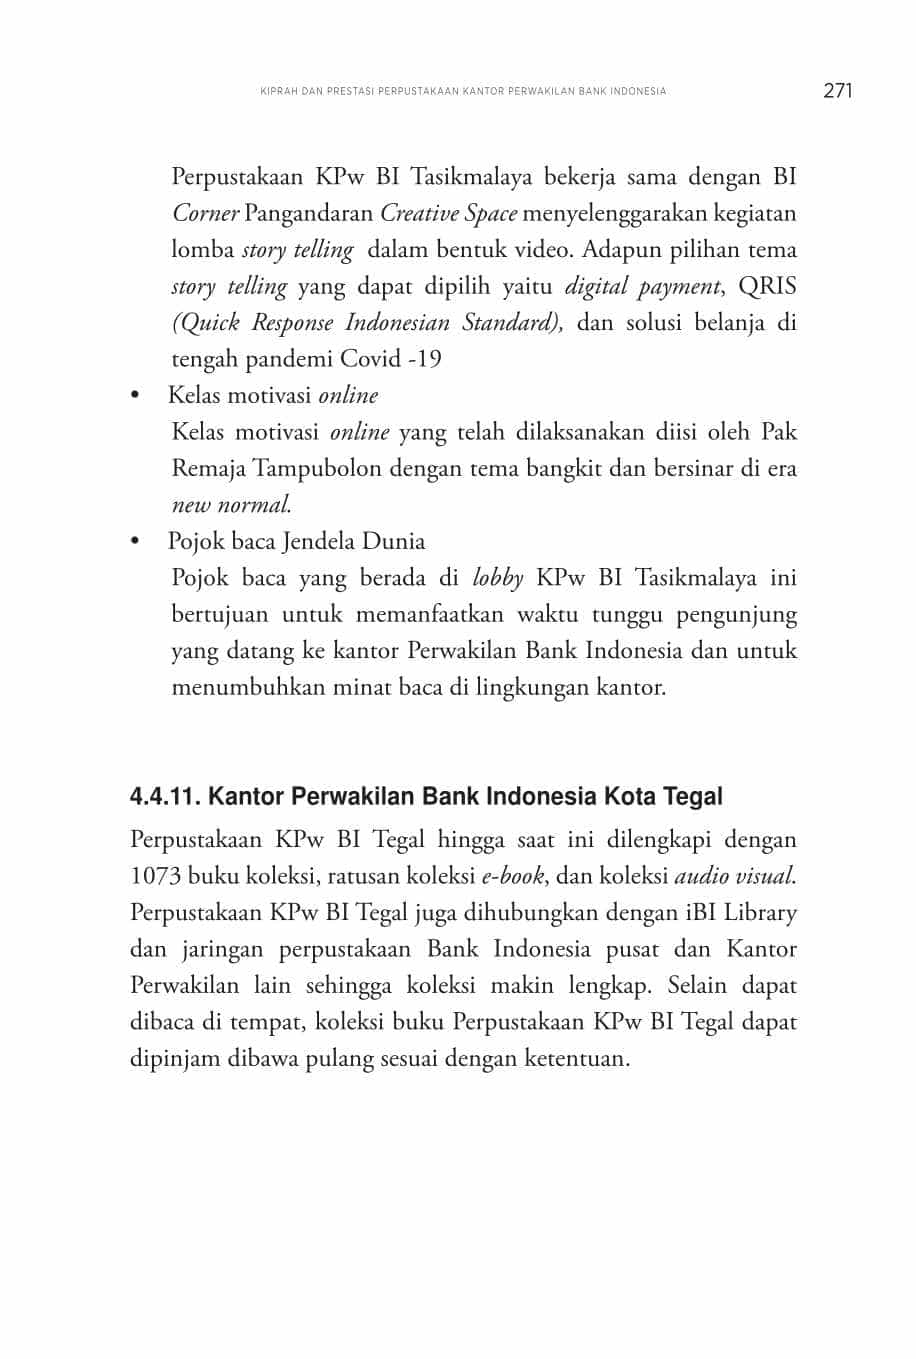 KIPRAH DAN PRESTASI PERPUSTAKAAN KANTOR PERWAKILAN BANK INDONESIA 271
Perpustakaan KPw BI Tasikmalaya bekerja sama dengan BI
Corner Pangandaran Creative Space menyelenggarakan kegiatan
lomba story telling dalam bentuk video. Adapun pilihan tema
story telling yang dapat dipilih yaitu digital payment, QRIS
(Quick Response Indonesian Standard), dan solusi belanja di
tengah pandemi Covid -19
• Kelas motivasi online
Kelas motivasi online yang telah dilaksanakan diisi oleh Pak
Remaja Tampubolon dengan tema bangkit dan bersinar di era
new normal.
• Pojok baca Jendela Dunia
Pojok baca yang berada di lobby KPw BI Tasikmalaya ini
bertujuan untuk memanfaatkan waktu tunggu pengunjung
yang datang ke kantor Perwakilan Bank Indonesia dan untuk
menumbuhkan minat baca di lingkungan kantor.
4.4.11. Kantor Perwakilan Bank Indonesia Kota Tegal
Perpustakaan KPw BI Tegal hingga saat ini dilengkapi dengan
1073 buku koleksi, ratusan koleksi e-book, dan koleksi audio visual.
Perpustakaan KPw BI Tegal juga dihubungkan dengan iBI Library
dan jaringan perpustakaan Bank Indonesia pusat dan Kantor
Perwakilan lain sehingga koleksi makin lengkap. Selain dapat
dibaca di tempat, koleksi buku Perpustakaan KPw BI Tegal dapat
dipinjam dibawa pulang sesuai dengan ketentuan.